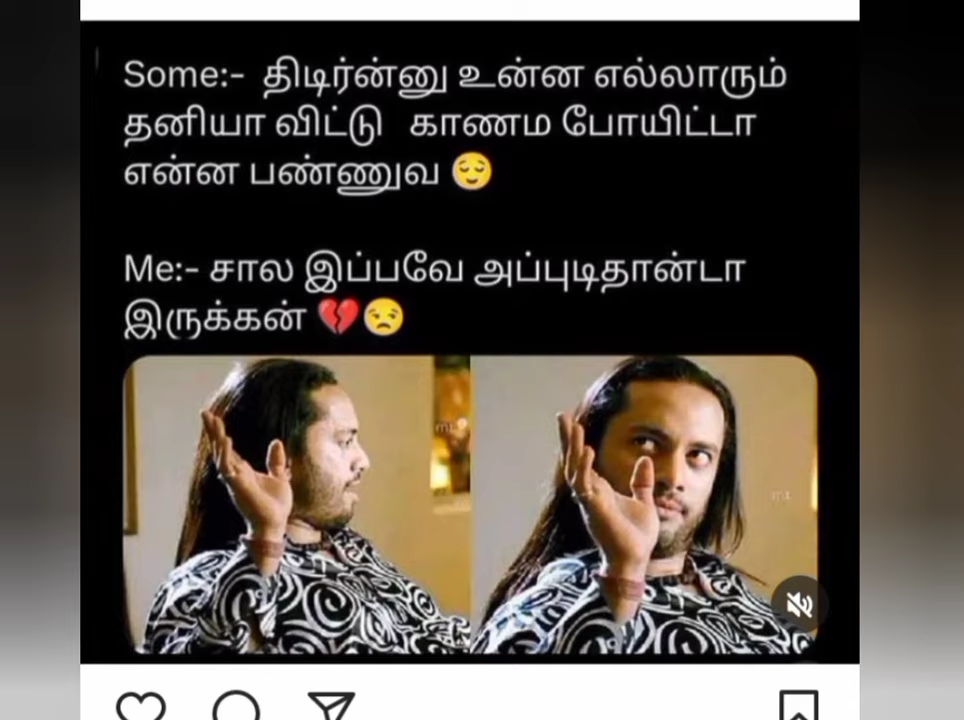 Some:- திடிர்ன்னு உன்ன எல்லாரும்
தனியா விட்டு காணம போயிட்டா
என்ன பண்ணுவ 😌
Me:- சால இப்பவே அப்புடிதான்டா
இருக்கன் 💔😒